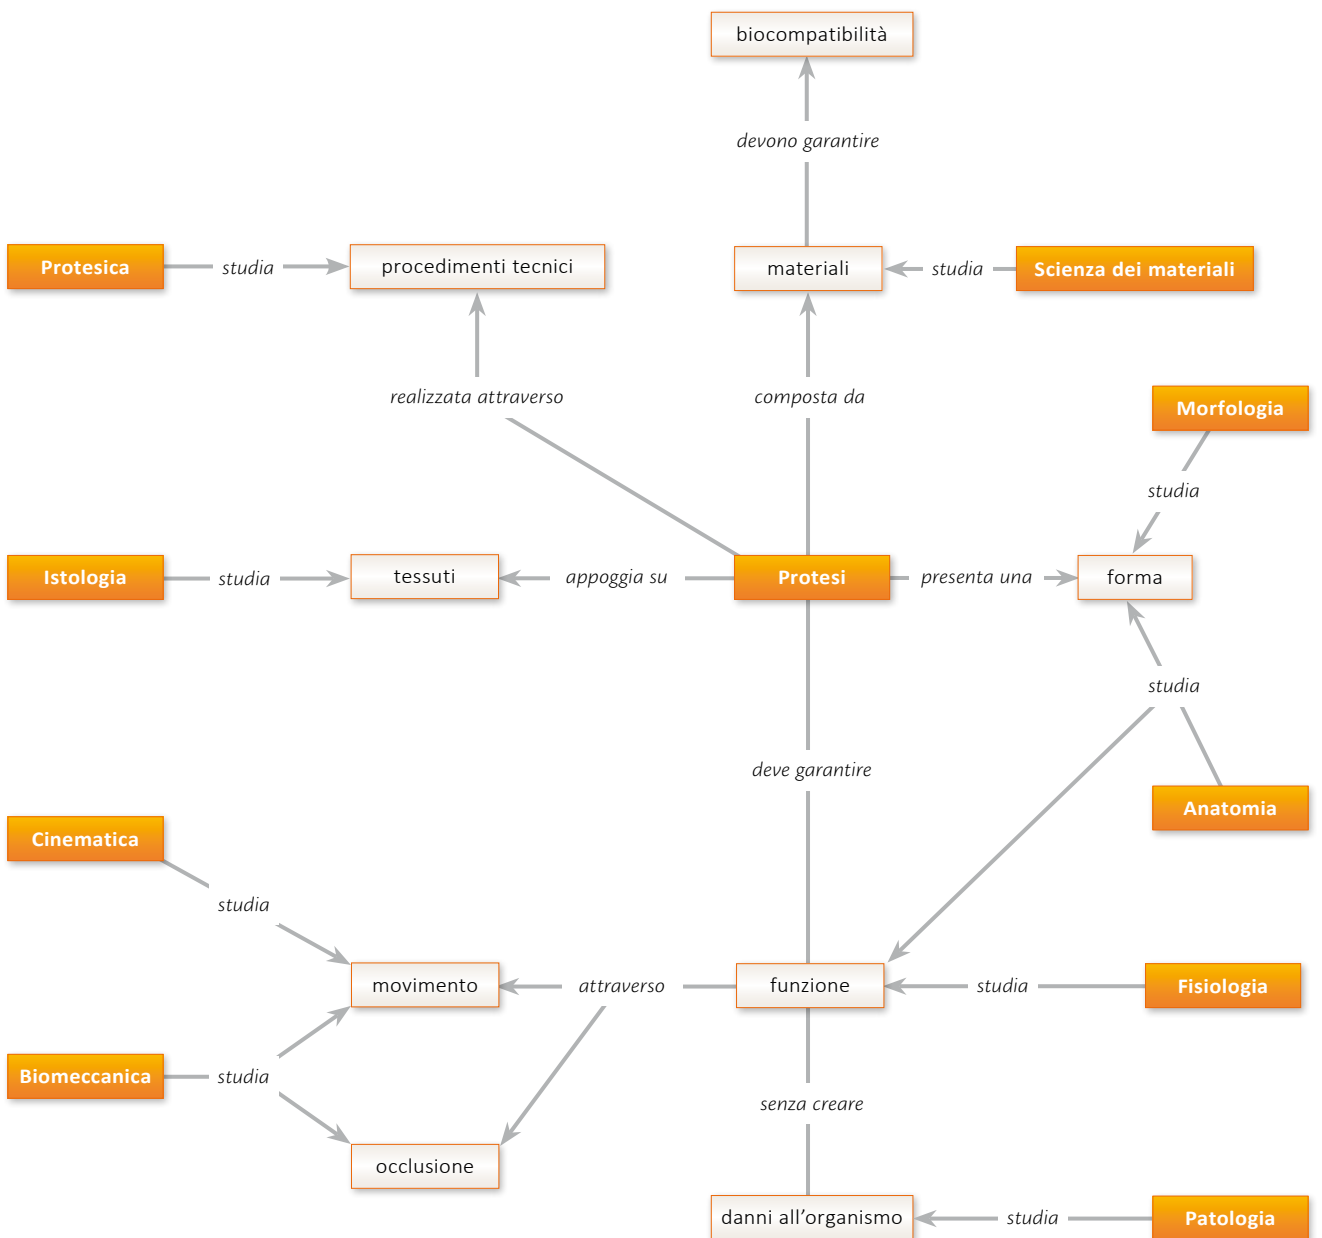 biocompatibilità
devono garantire
Protesica
studia
procedimenti tecnici
materiali
studia
Scienza dei materiali
realizzata attraverso
composta da
Morfologia
studia
Istologia
studia
tessuti
appoggia su
Protesi
presenta una
forma
studia
deve garantire
Anatomia
Cinematica
studia
movimento
attraverso
funzione
studia
Fisiologia
Biomeccanica
studia
senza creare
occlusione
danni all'organismo
studia
Patologia